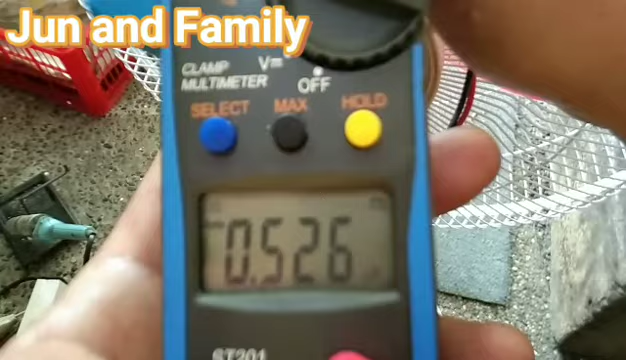 Jun and Family
V=
CLAMP
MULTIMETER
OFF
SELECT MAX HOLD
0.526
ST201